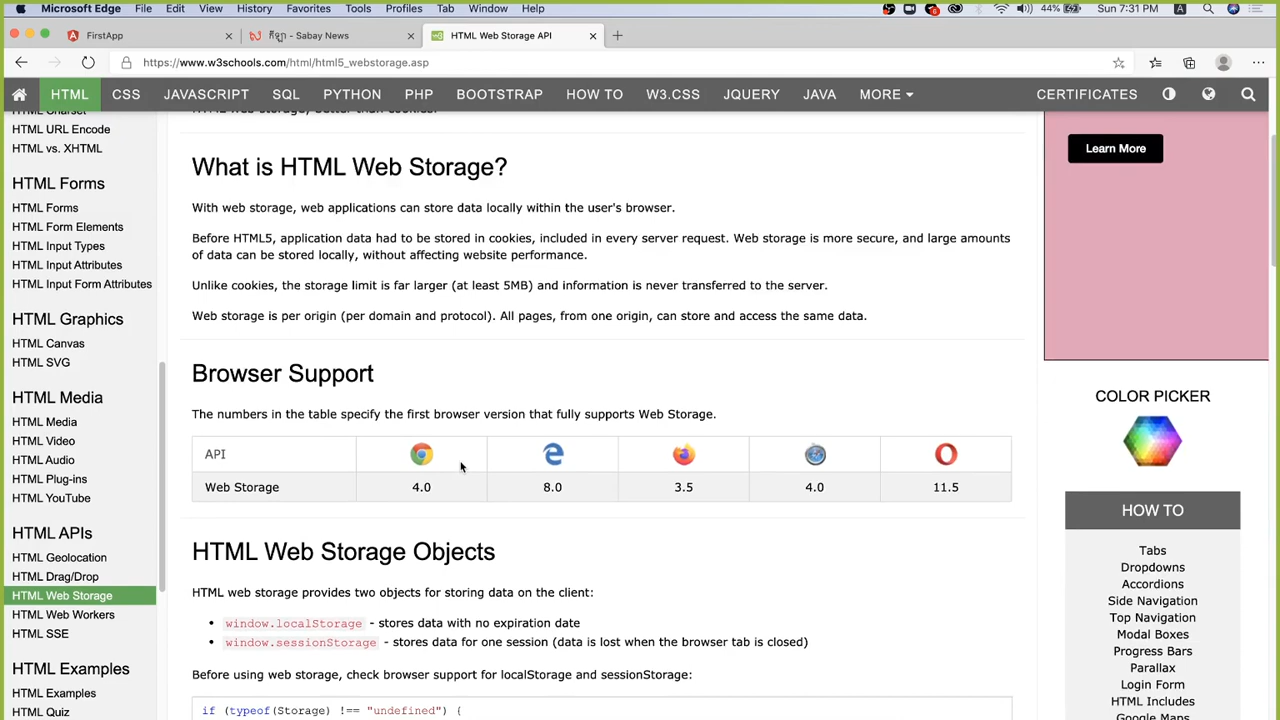 Microsoft Edge File Edit View History Favorites Tools Profiles Tab Window Help
44% Sun 7:31 PM A
FirstApp
កីឡា - Sabay News
HTML Web Storage API
https://www.w3schools.com/html/html5_webstorage.asp
HTML CSS JAVASCRIPT SQL PYTHON PHP BOOTSTRAP HOW TO W3.CSS JQUERY JAVA MORE CERTIFICATES
HTML Charset
HTML URL Encode
HTML vs. XHTML
HTML Forms
HTML Forms
HTML Form Elements
HTML Input Types
HTML Input Attributes
HTML Input Form Attributes
HTML Graphics
HTML Canvas
HTML SVG
HTML Media
HTML Media
HTML Video
HTML Audio
HTML Plug-ins
HTML YouTube
HTML APIs
HTML Geolocation
HTML Drag/Drop
HTML Web Storage
HTML Web Workers
HTML SSE
HTML Examples
HTML Examples
HTML Quiz
HTML web storage, better than cookies.
What is HTML Web Storage?
With web storage, web applications can store data locally within the user's browser.
Before HTML5, application data had to be stored in cookies, included in every server request. Web storage is more secure, and large amounts
of data can be stored locally, without affecting website performance.
Unlike cookies, the storage limit is far larger (at least 5MB) and information is never transferred to the server.
Web storage is per origin (per domain and protocol). All pages, from one origin, can store and access the same data.
Browser Support
The numbers in the table specify the first browser version that fully supports Web Storage.
API
Web Storage 4.0 8.0 3.5 4.0 11.5
HTML Web Storage Objects
HTML web storage provides two objects for storing data on the client:
window.localStorage - stores data with no expiration date
window.sessionStorage - stores data for one session (data is lost when the browser tab is closed)
Before using web storage, check browser support for localStorage and sessionStorage:
if (typeof(Storage) !== "undefined") {
Learn More
COLOR PICKER
HOW TO
Tabs
Dropdowns
Accordions
Side Navigation
Top Navigation
Modal Boxes
Progress Bars
Parallax
Login Form
HTML Includes
Google Maps